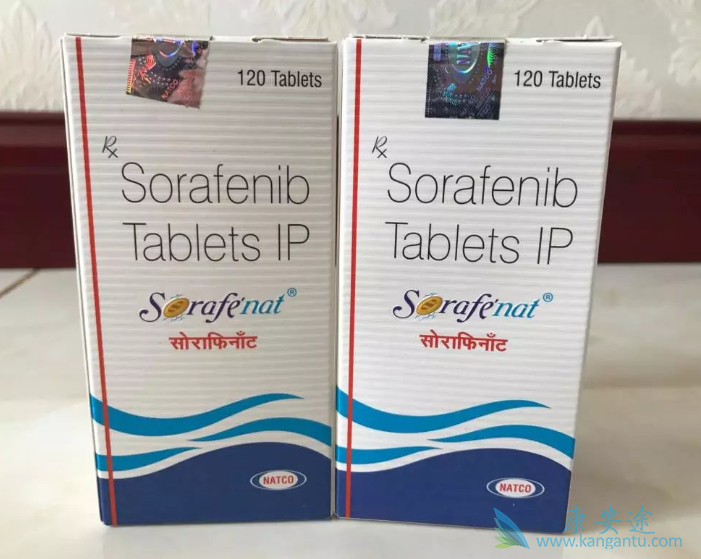 120 Tablets
Rx
Sorafenib
Tablets IP
Sorafenat®
सोराफिनाँट
NATCO
120 Tablets
Rx
Sorafenib
Tablets IP
Sorafenat®
सोराफिनाँट
NATCO
康安途
www.kangantu.com